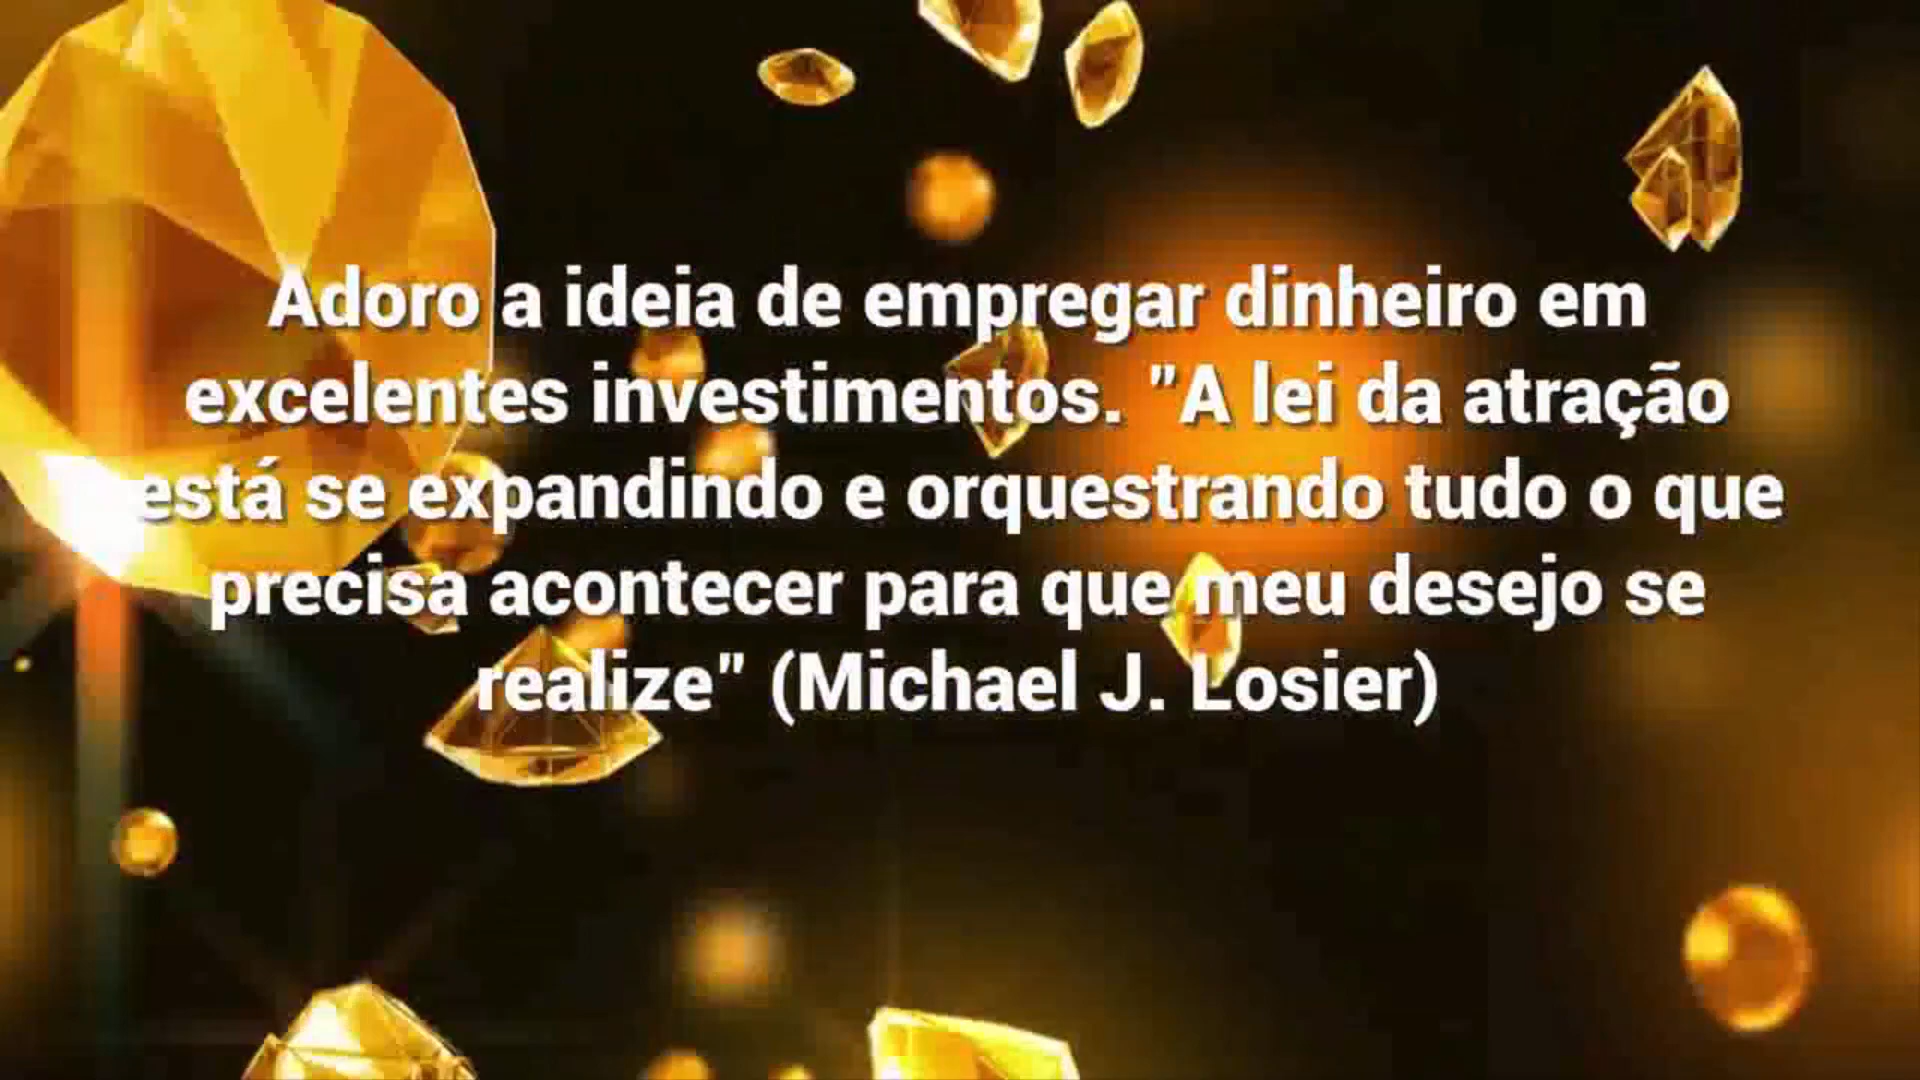 Adoro a ideia de empregar dinheiro em
excelentes investimentos. "A lei da atração
está se expandindo e orquestrando tudo o que
precisa acontecer para que meu desejo se
realize" (Michael J. Losier)